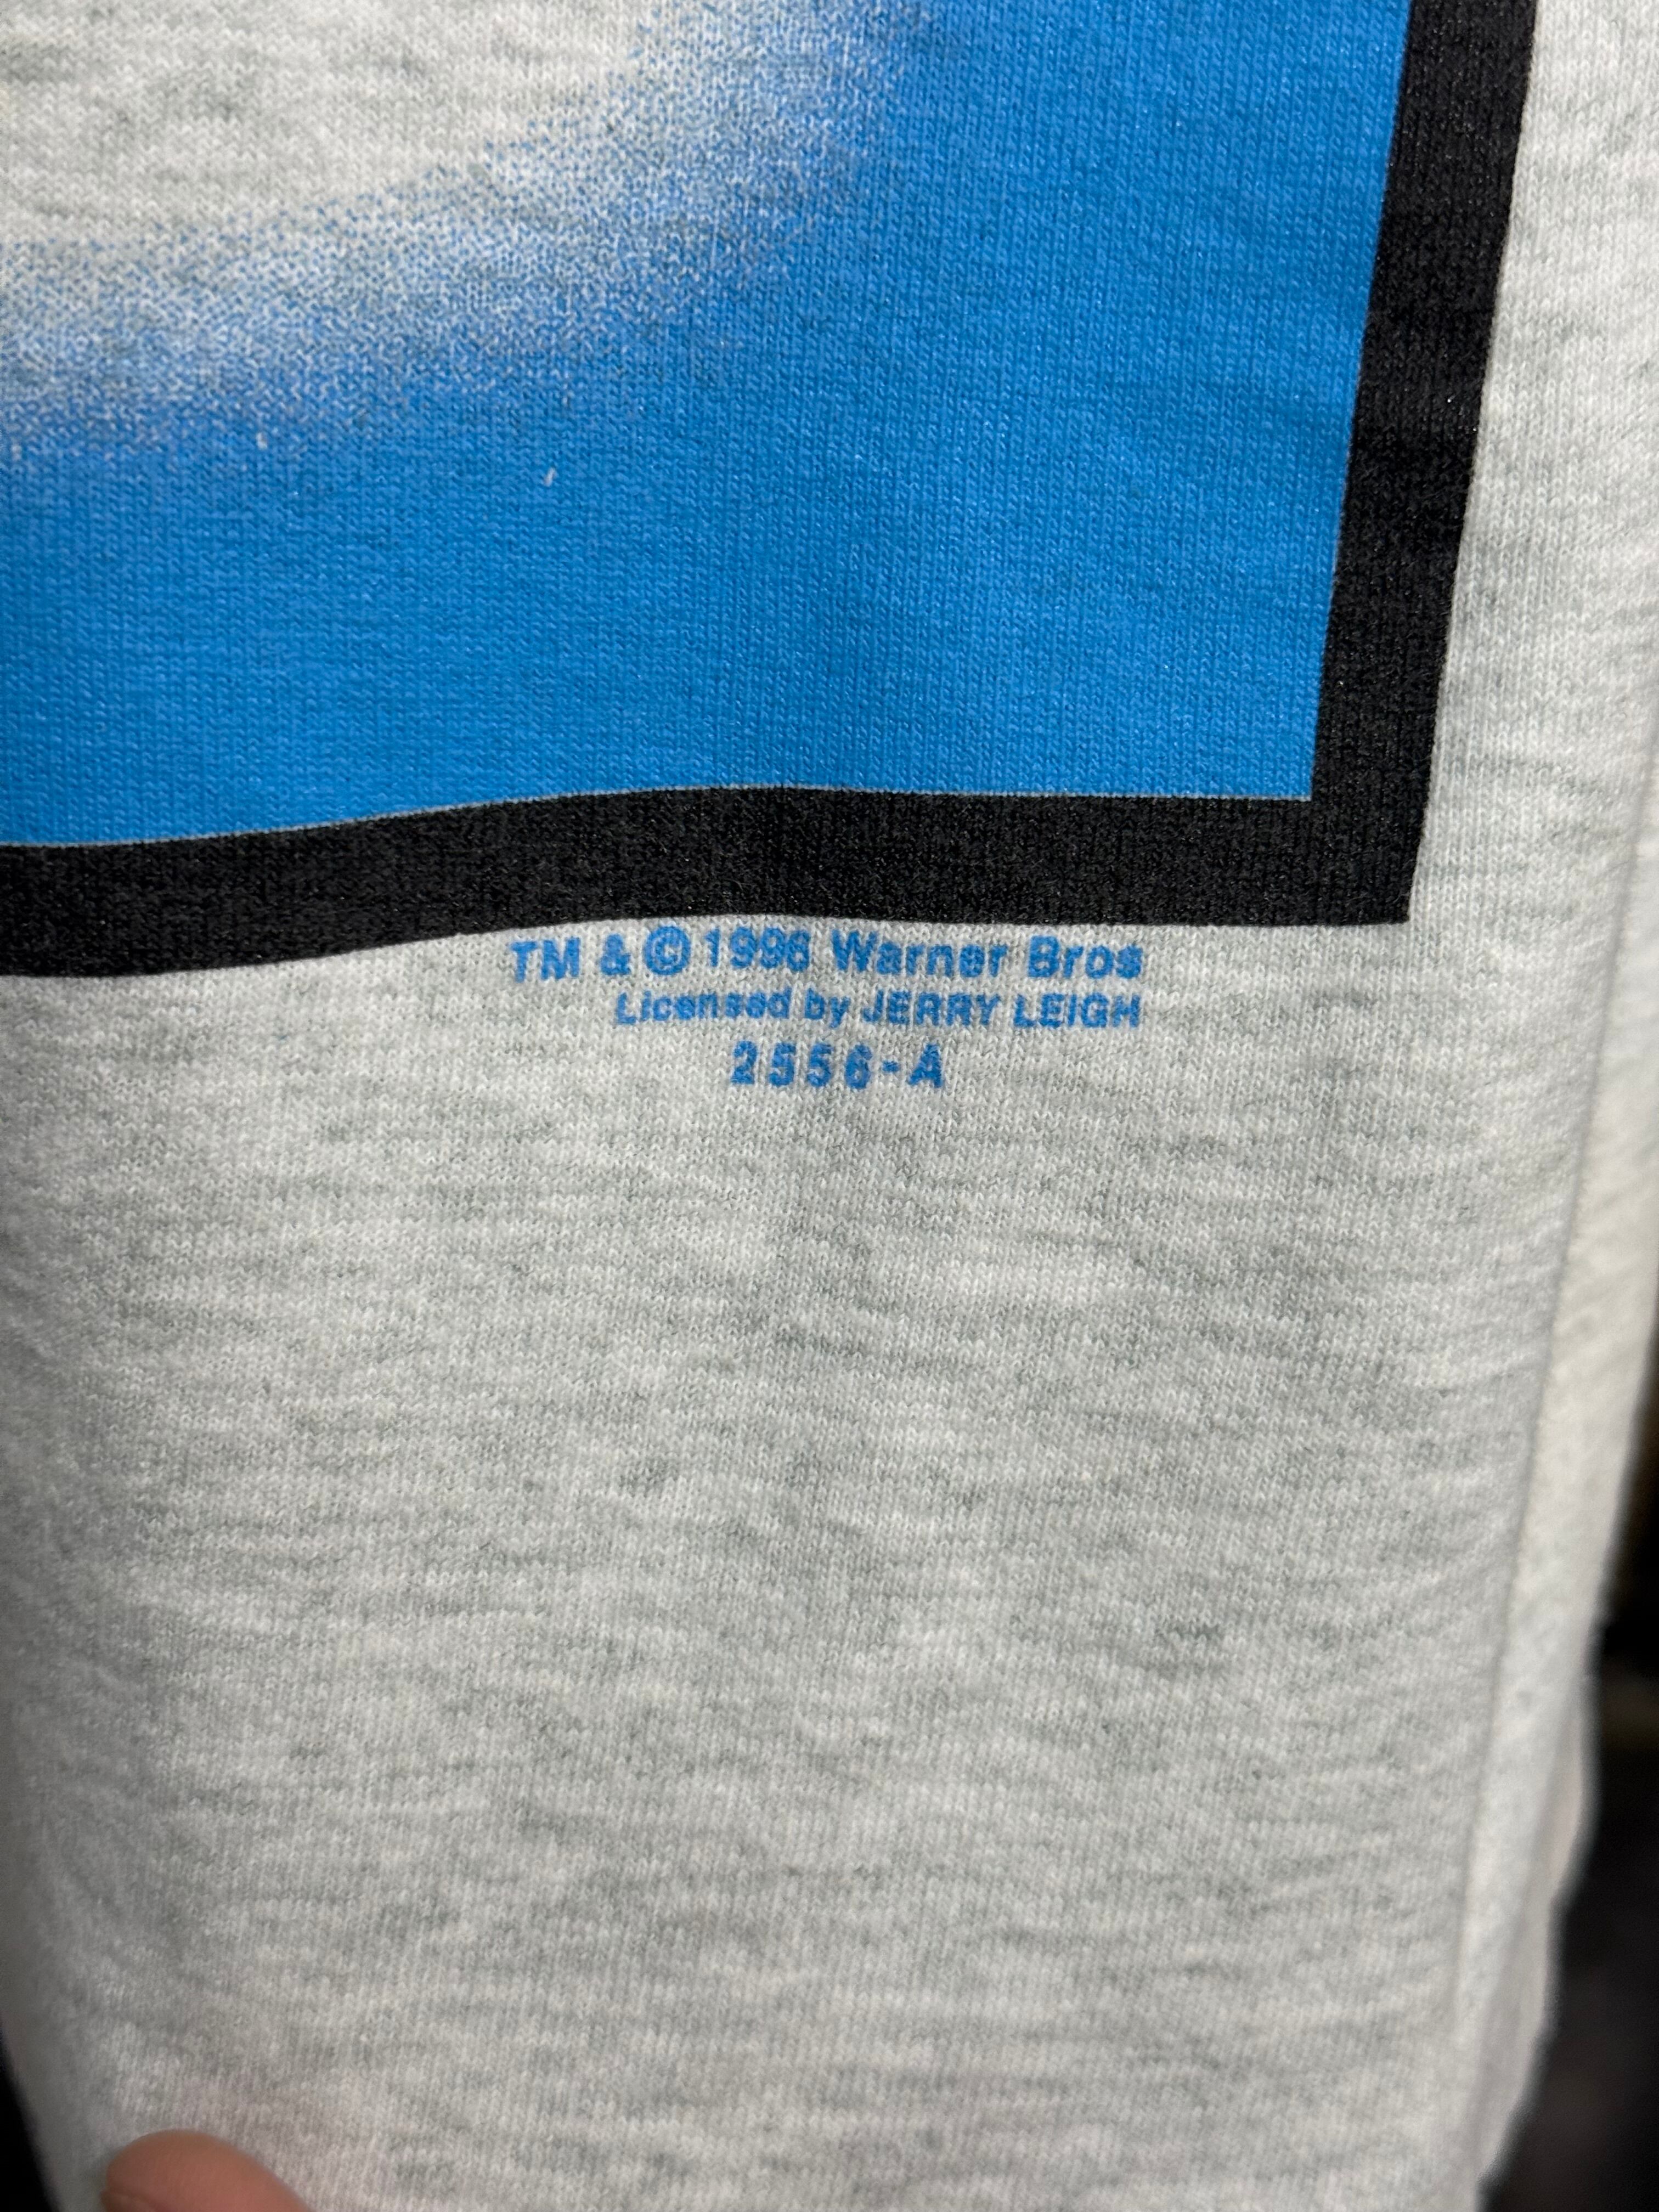 TM & © 1996 Warner Bros
Licensed by JERRY LEIGH
2556-A